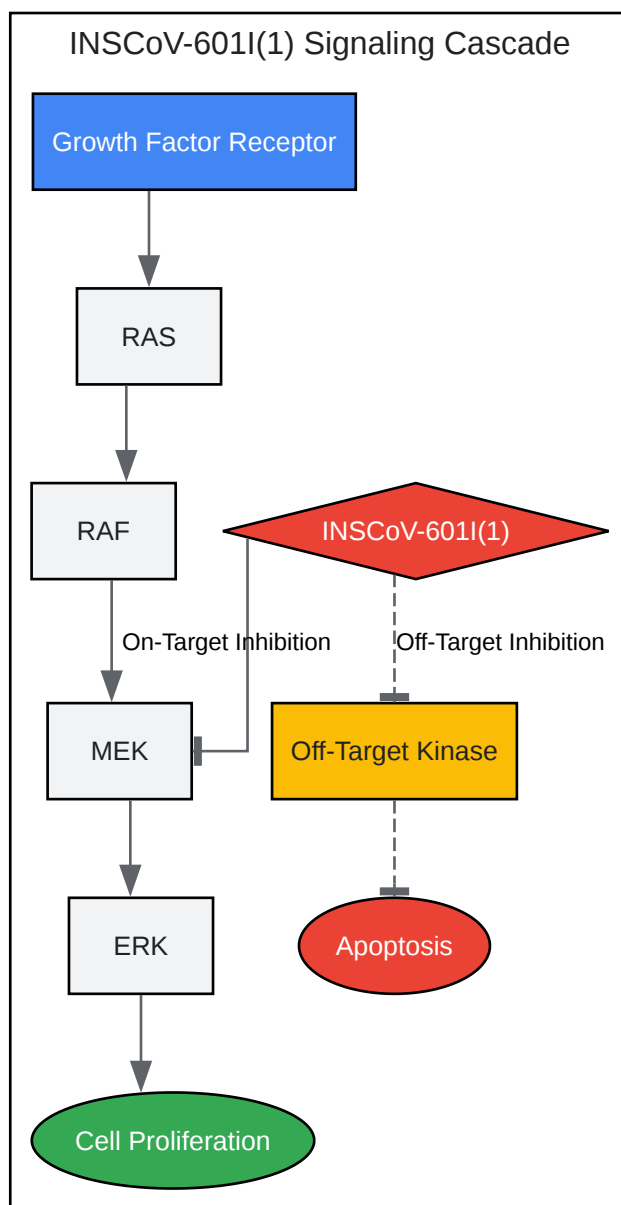 INSCoV-601I(1) Signaling Cascade
Growth Factor Receptor
RAS
RAF
INSCoV-601I(1)
On-Target Inhibition
Off-Target Inhibition
MEK
Off-Target Kinase
ERK
Apoptosis
Cell Proliferation